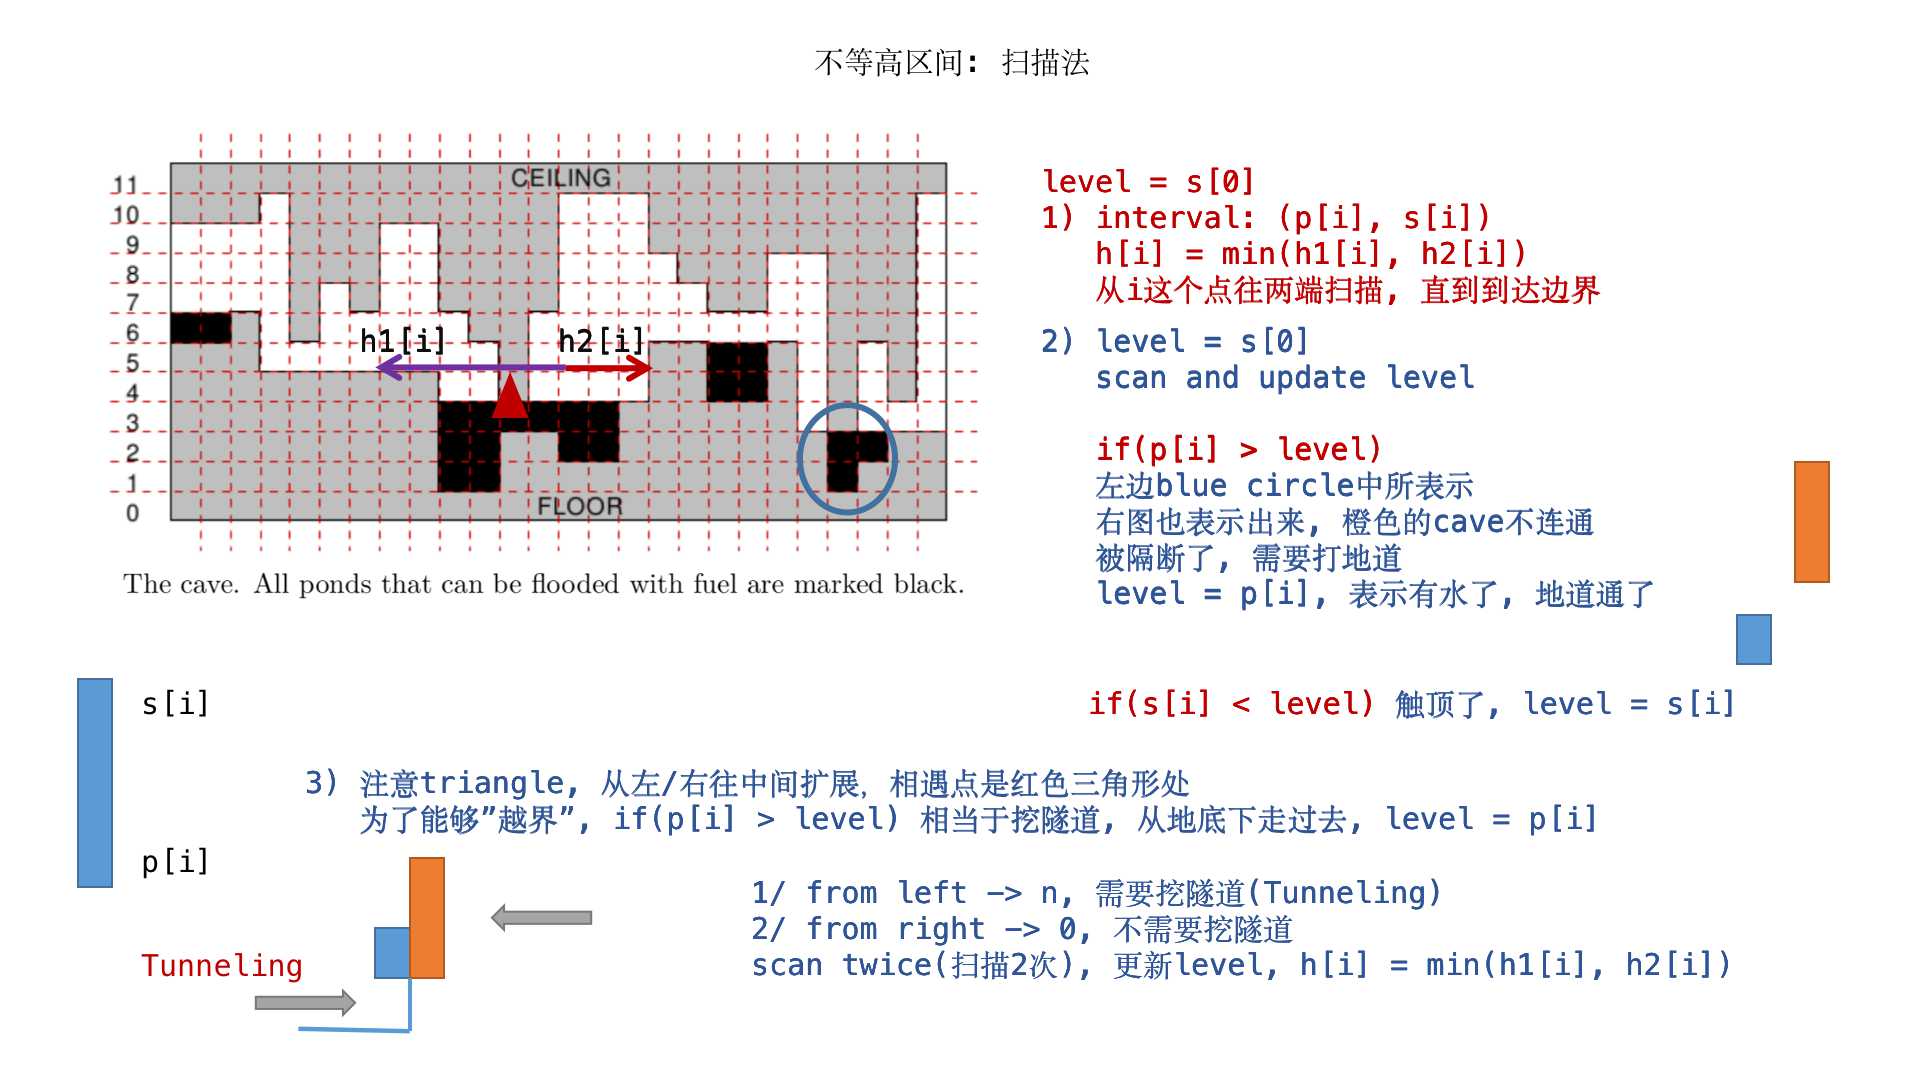 不等高区间: 扫描法
CEILING
11
10
9
8
7
6
5
4
3
2
1
0
h1[i]
h2[i]
FLOOR
The cave. All ponds that can be flooded with fuel are marked black.
level = s[0]
1) interval: (p[i], s[i])
h[i] = min(h1[i], h2[i])
从i这个点往两端扫描, 直到到达边界
2) level = s[0]
scan and update level
if(p[i] > level)
左边blue circle中所表示
右图也表示出来, 橙色的cave不连通
被隔断了, 需要打地道
level = p[i], 表示有水了, 地道通了
if(s[i] < level) 触顶了, level = s[i]
s[i]
p[i]
3) 注意triangle, 从左/右往中间扩展, 相遇点是红色三角形处
为了能够”越界”, if(p[i] > level) 相当于挖隧道, 从地底下走过去, level = p[i]
Tunneling
1/ from left –> n, 需要挖隧道(Tunneling)
2/ from right –> 0, 不需要挖隧道
scan twice(扫描2次), 更新level, h[i] = min(h1[i], h2[i])